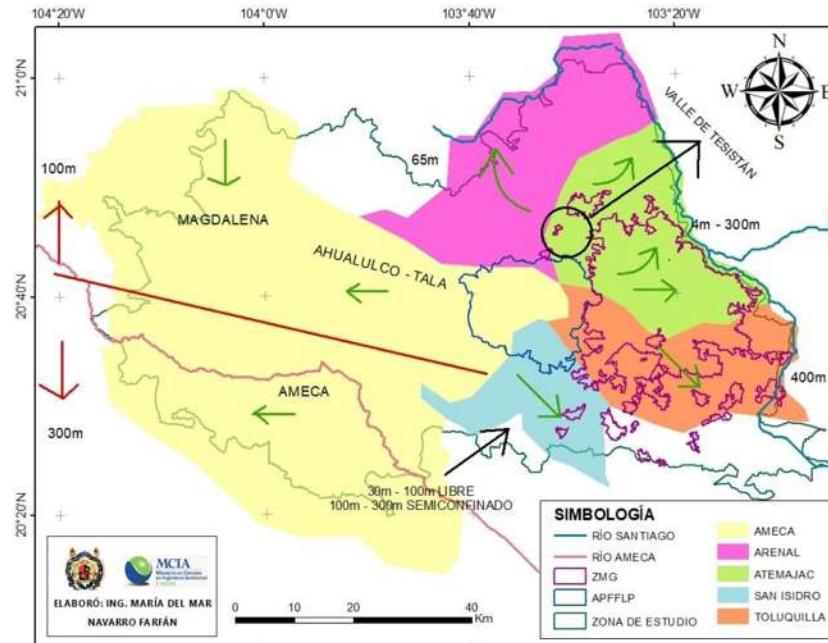 104°20'W
104°0'W
103°40'W
103°20'W
21°0'N
20°40'N
20°20'N
N
W
E
S
VALLE DE TESISTÁN
100m
65m
MAGDALENA
4m - 300m
AHUALULCO - TALA
AMECA
400m
300m
30m - 100m LIBRE
100m - 300m SEMICONFINADO
SIMBOLOGÍA
RÍO SANTIAGO
RÍO AMECA
ZMG
APFFLP
ZONA DE ESTUDIO
AMECA
ARENAL
ATEMAJAC
SAN ISIDRO
TOLUQUILLA
MCIA
ELABORÓ: ING. MARÍA DEL MAR
NAVARRO FARFÁN
0
10
20
40
Km